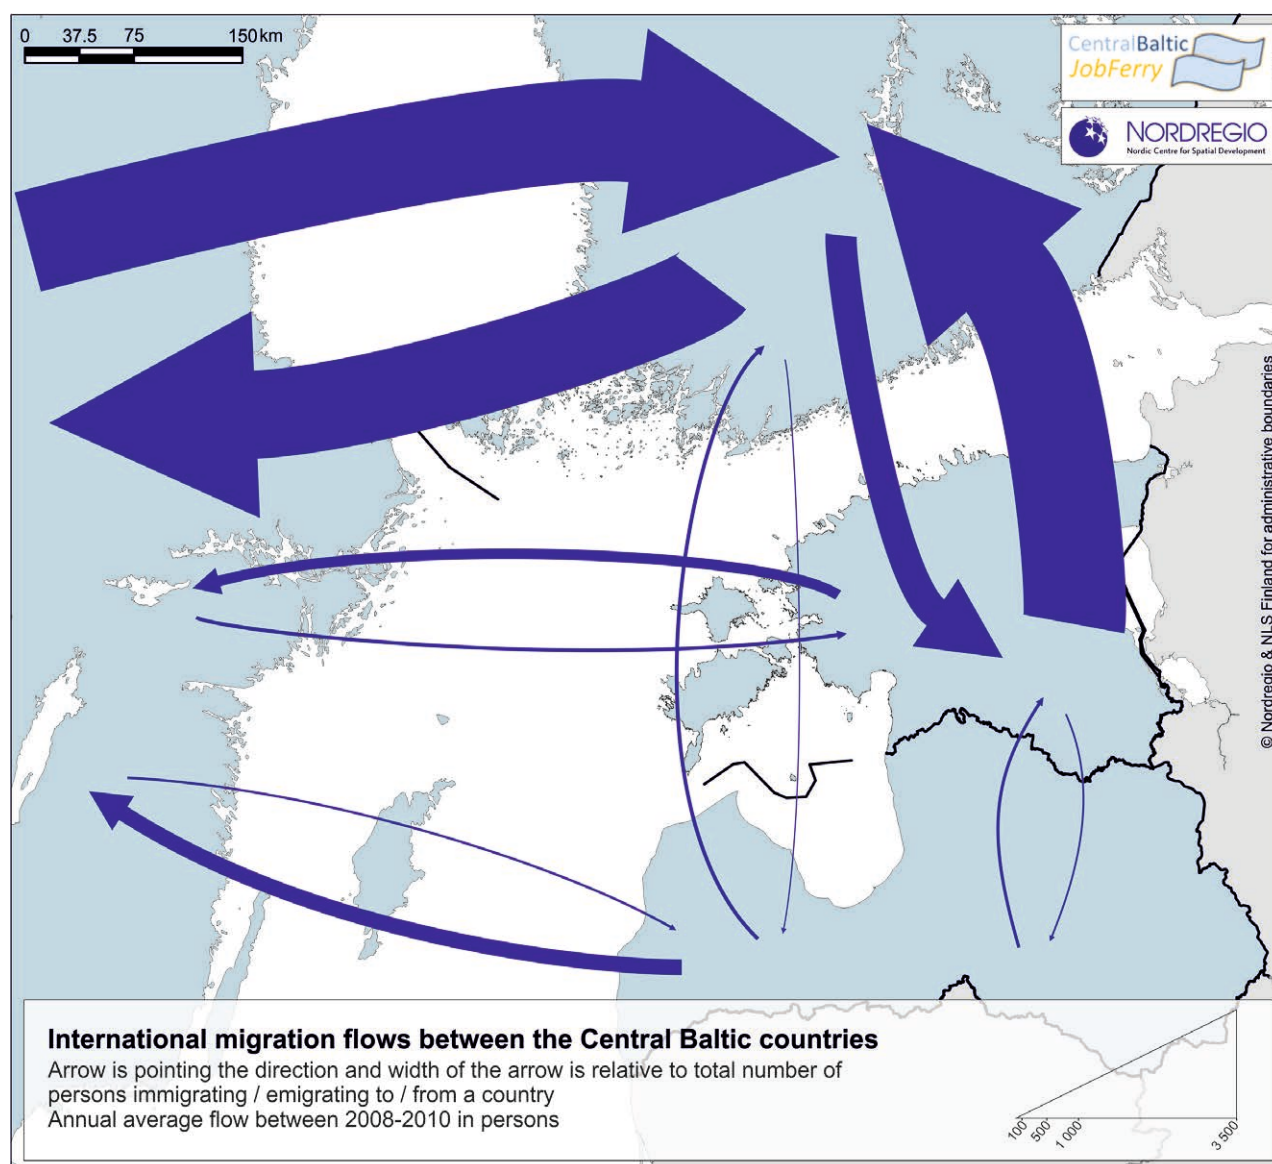 0 37.5 75 150 km
CentralBaltic
JobFerry
NORDREGIO
Nordic Centre for Spatial Development
© Nordregio & NLS Finland for administrative boundaries
International migration flows between the Central Baltic countries
Arrow is pointing the direction and width of the arrow is relative to total number of
persons immigrating / emigrating to / from a country
Annual average flow between 2008-2010 in persons
100 500 1 000 3 500